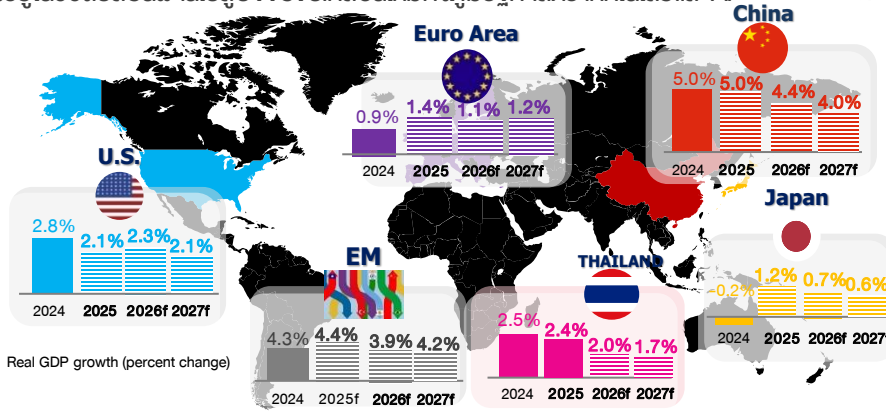 Euro Area
0.9% 1.4% 1.1% 1.2%
2024 2025 2026f 2027f
China
5.0% 5.0% 4.4% 4.0%
2024 2025 2026f 2027f
U.S.
2.8% 2.1% 2.3% 2.1%
2024 2025 2026f 2027f
Japan
-0.2% 1.2% 0.7% 0.6%
2024 2025 2026f 2027f
EM
4.3% 4.4% 3.9% 4.2%
2024 2025f 2026f 2027f
THAILAND
2.5% 2.4% 2.0% 1.7%
2024 2025 2026f 2027f
Real GDP growth (percent change)